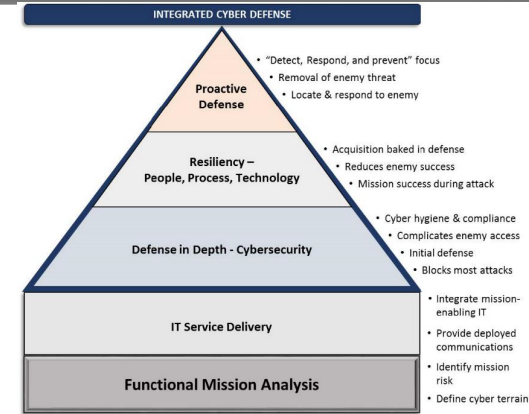 INTEGRATED CYBER DEFENSE
Proactive
Defense
• "Detect, Respond, and prevent" focus
• Removal of enemy threat
• Locate & respond to enemy
Resiliency –
People, Process, Technology
• Acquisition baked in defense
• Reduces enemy success
• Mission success during attack
Defense in Depth - Cybersecurity
• Cyber hygiene & compliance
• Complicates enemy access
• Initial defense
• Blocks most attacks
IT Service Delivery
• Integrate mission-
enabling IT
• Provide deployed
communications
Functional Mission Analysis
• Identify mission
risk
• Define cyber terrain